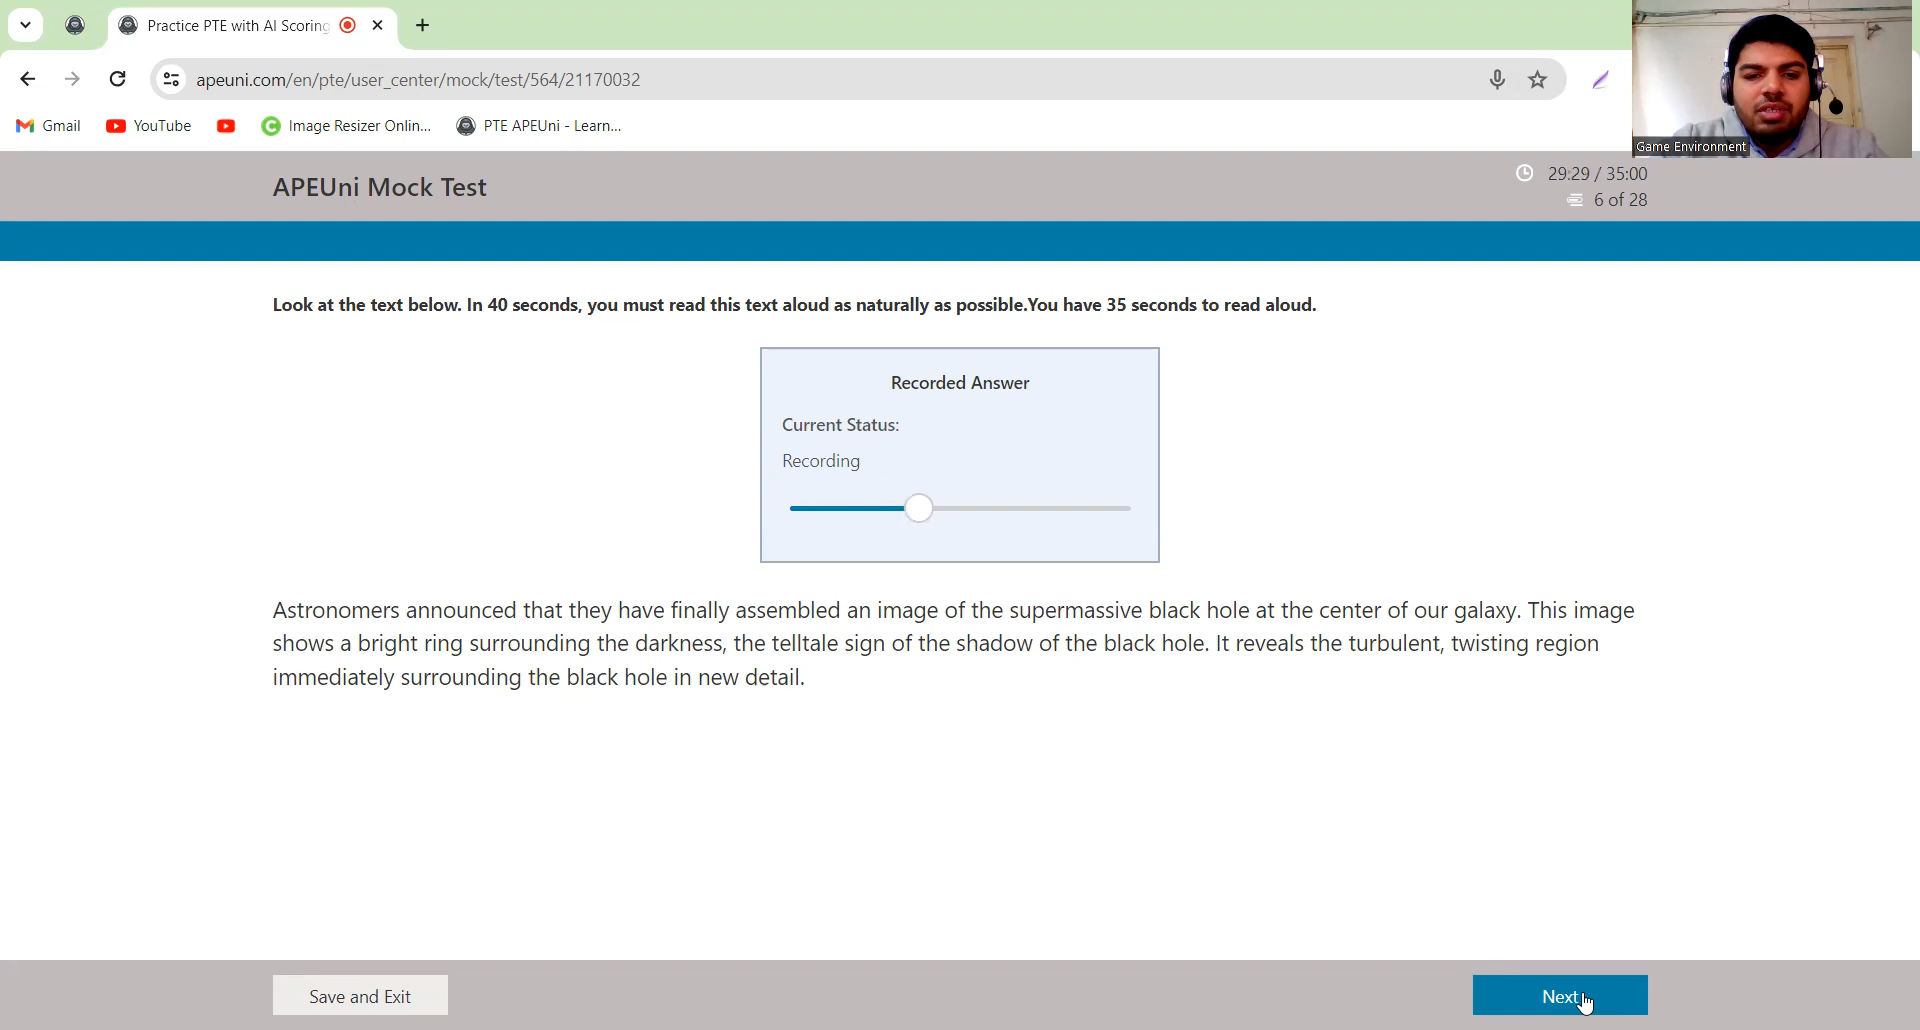 Practice PTE with AI Scoring
apeuni.com/en/pte/user_center/mock/test/564/21170032
Gmail
YouTube
Image Resizer Onlin...
PTE APEUni - Learn...
Game Environment
APEUni Mock Test
29:29 / 35:00
6 of 28
Look at the text below. In 40 seconds, you must read this text aloud as naturally as possible.You have 35 seconds to read aloud.
Recorded Answer
Current Status:
Recording
Astronomers announced that they have finally assembled an image of the supermassive black hole at the center of our galaxy. This image
shows a bright ring surrounding the darkness, the telltale sign of the shadow of the black hole. It reveals the turbulent, twisting region
immediately surrounding the black hole in new detail.
Save and Exit
Next